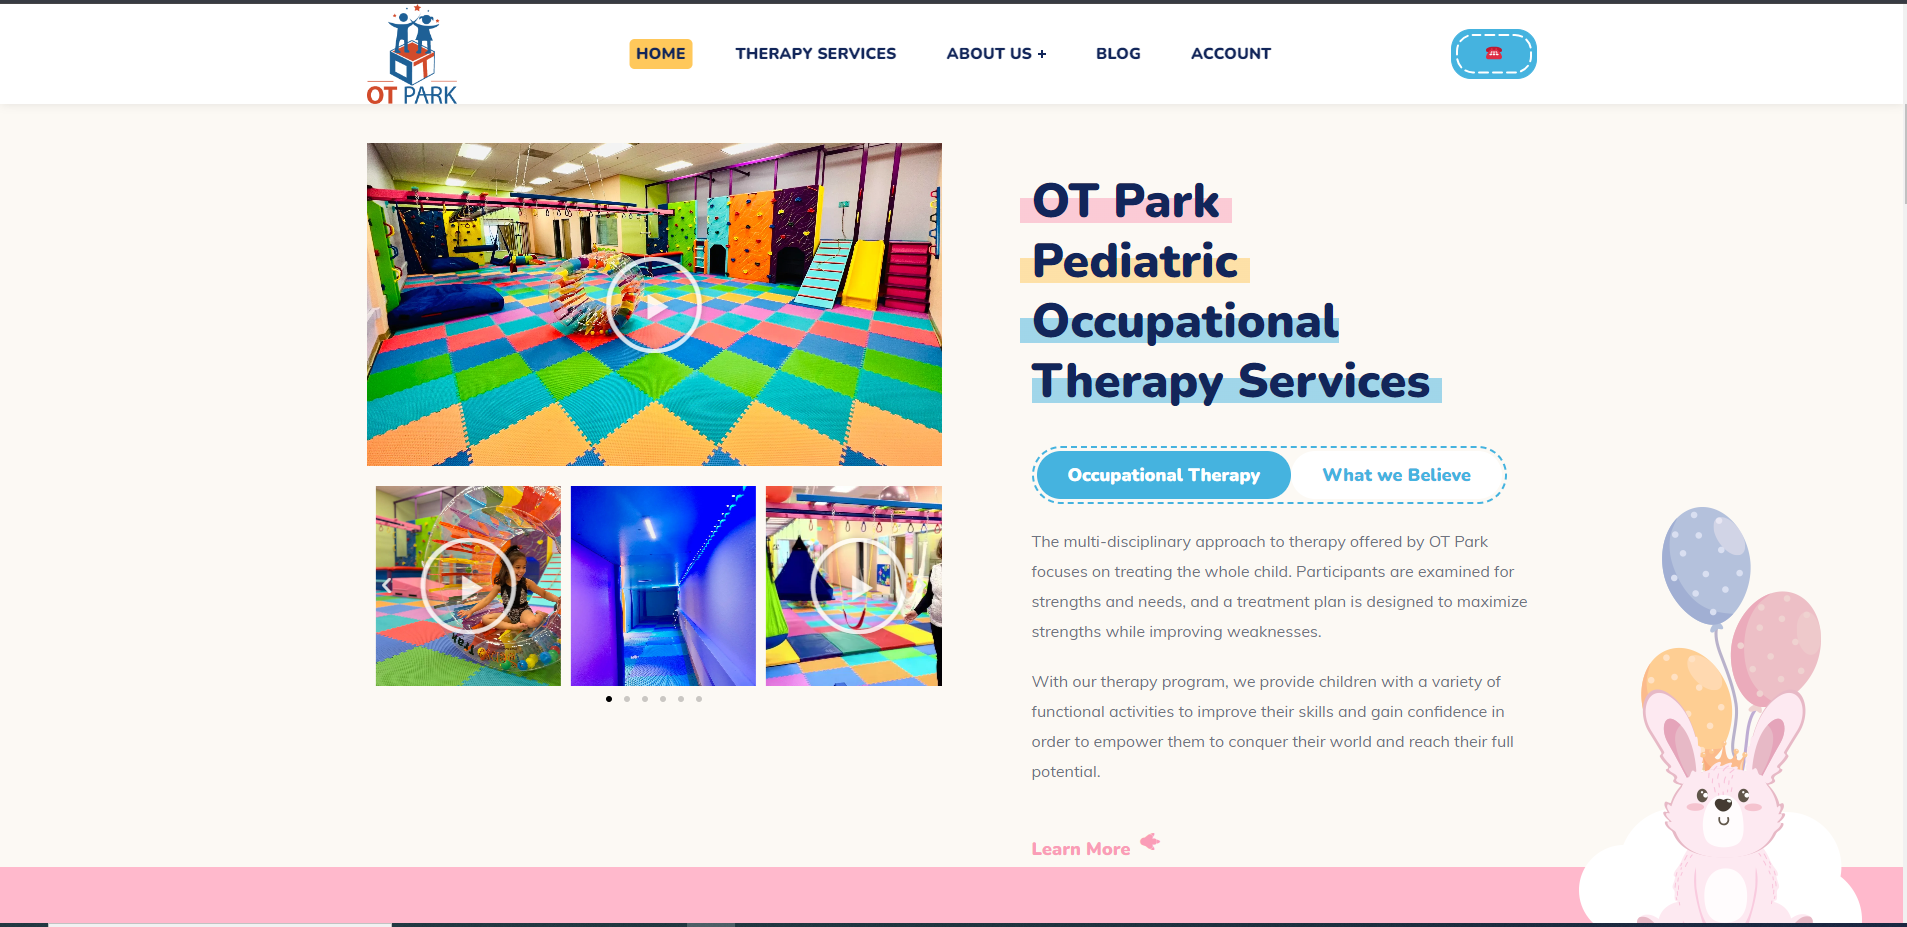 OT PARK
HOME
THERAPY SERVICES
ABOUT US +
BLOG
ACCOUNT
OT Park
Pediatric
Occupational
Therapy Services
Occupational Therapy
What we Believe
The multi-disciplinary approach to therapy offered by OT Park
focuses on treating the whole child. Participants are examined for
strengths and needs, and a treatment plan is designed to maximize
strengths while improving weaknesses.
With our therapy program, we provide children with a variety of
functional activities to improve their skills and gain confidence in
order to empower them to conquer their world and reach their full
potential.
Learn More